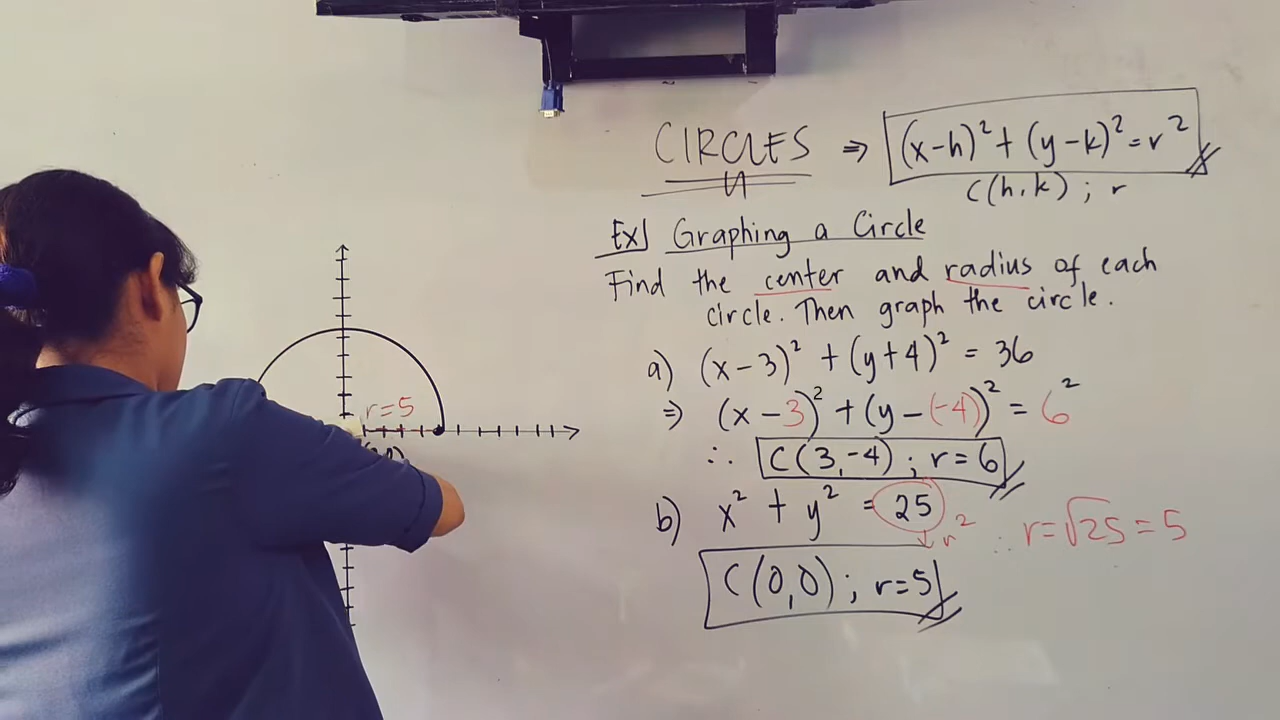 CIRCLES ⇒ (x-h)² + (y-k)² = r²
C(h,k) ; r
Ex] Graphing a Circle
Find the center and radius of each
circle. Then graph the circle.
a) (x-3)² + (y+4)² = 36
⇒ (x-3)² + (y-(-4))² = 6²
∴ C(3,-4) ; r=6
b) x² + y² = 25
↓ r² ∴ r=√25=5
C(0,0) ; r=5
r=5